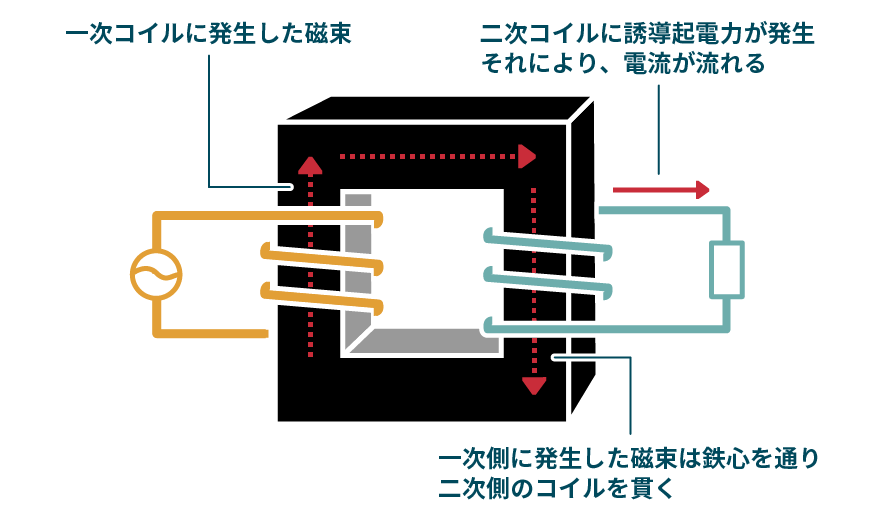 一次コイルに発生した磁束
二次コイルに誘導起電力が発生
それにより、電流が流れる
一次側に発生した磁束は鉄心を通り
二次側のコイルを貫く